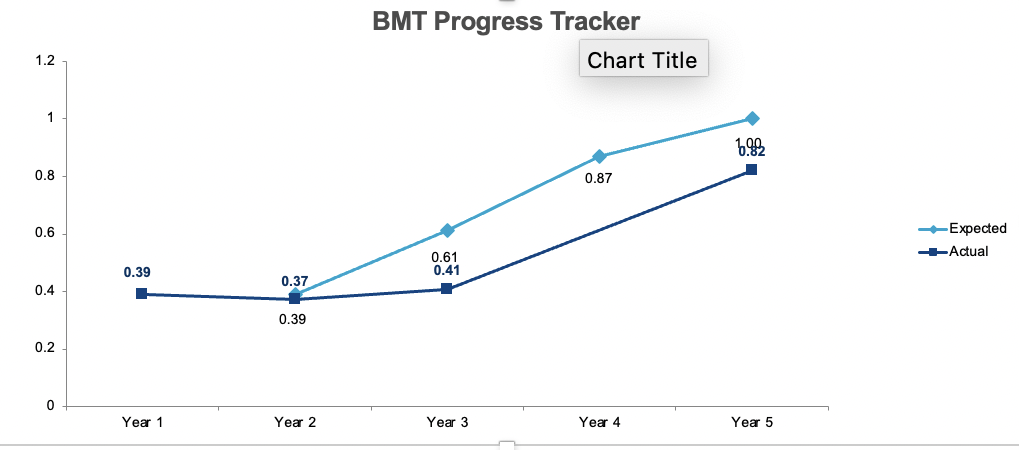 BMT Progress Tracker
Chart Title
1.2
1
0.8
0.6
0.4
0.2
0
0.39
0.37
0.39
0.61
0.41
0.87
1.00
0.82
Expected
Actual
Year 1
Year 2
Year 3
Year 4
Year 5